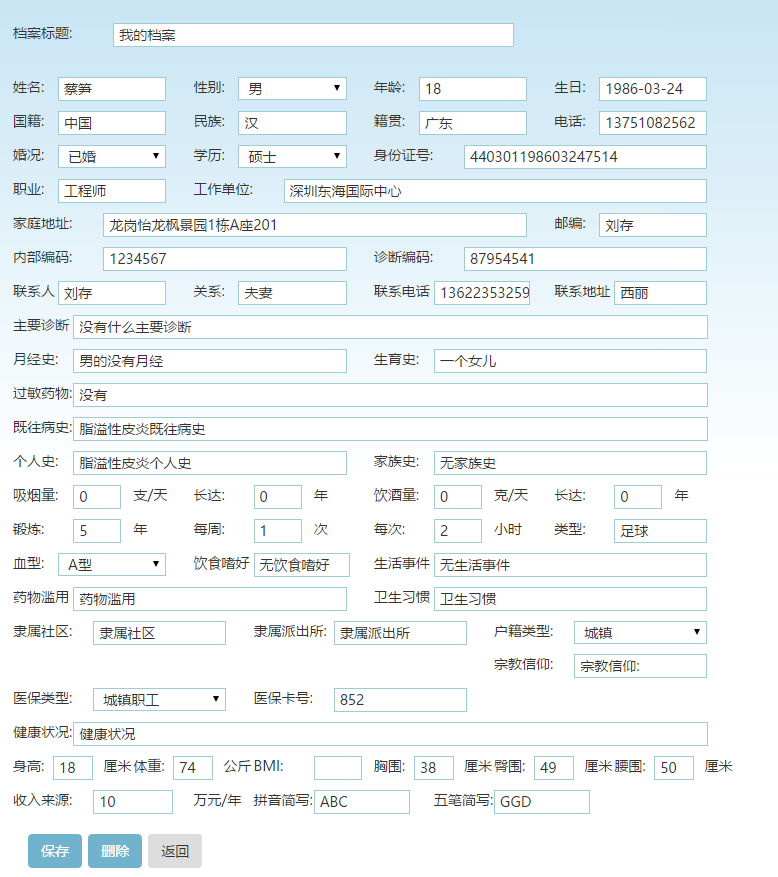 档案标题: 我的档案
姓名: 蔡笋 性别: 男 年龄: 18 生日: 1986-03-24
国籍: 中国 民族: 汉 籍贯: 广东 电话: 13751082562
婚况: 已婚 学历: 硕士 身份证号: 440301198603247514
职业: 工程师 工作单位: 深圳东海国际中心
家庭地址: 龙岗怡龙枫景园1栋A座201 邮编: 刘存
内部编码: 1234567 诊断编码: 87954541
联系人 刘存 关系: 夫妻 联系电话 13622353259 联系地址 西丽
主要诊断 没有什么主要诊断
月经史: 男的没有月经 生育史: 一个女儿
过敏药物: 没有
既往病史: 脂溢性皮炎既往病史
个人史: 脂溢性皮炎个人史 家族史: 无家族史
吸烟量: 0 支/天 长达: 0 年 饮酒量: 0 克/天 长达: 0 年
锻炼: 5 年 每周: 1 次 每次: 2 小时 类型: 足球
血型: A型 饮食嗜好 无饮食嗜好 生活事件 无生活事件
药物滥用 药物滥用 卫生习惯 卫生习惯
隶属社区: 隶属社区 隶属派出所: 隶属派出所 户籍类型: 城镇
宗教信仰: 宗教信仰:
医保类型: 城镇职工 医保卡号: 852
健康状况: 健康状况
身高: 18 厘米 体重: 74 公斤 BMI: 胸围: 38 厘米 臀围: 49 厘米 腰围: 50 厘米
收入来源: 10 万元/年 拼音简写: ABC 五笔简写: GGD
保存 删除 返回